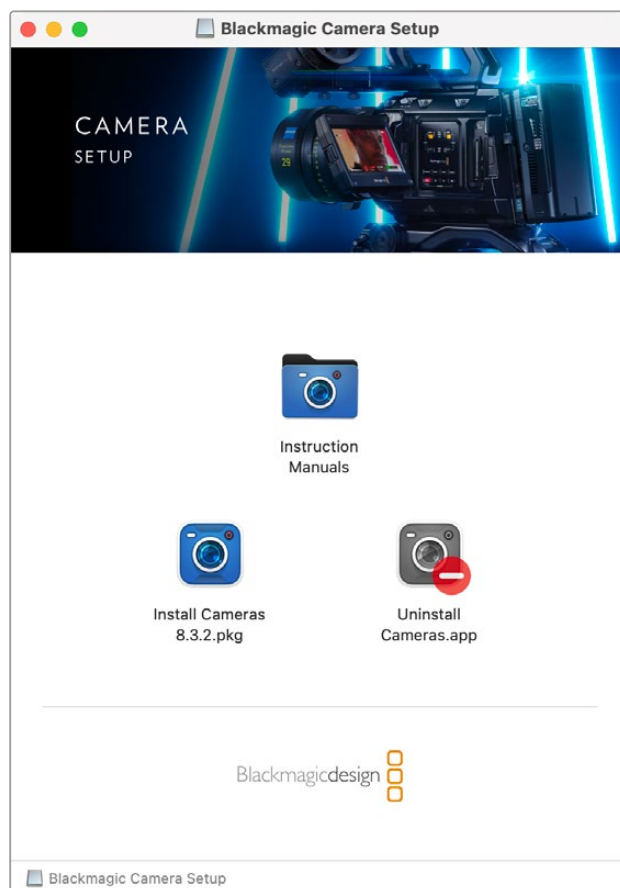 Blackmagic Camera Setup
CAMERA
SETUP
29
Instruction
Manuals
Install Cameras
8.3.2.pkg
Uninstall
Cameras.app
Blackmagicdesign
Blackmagic Camera Setup